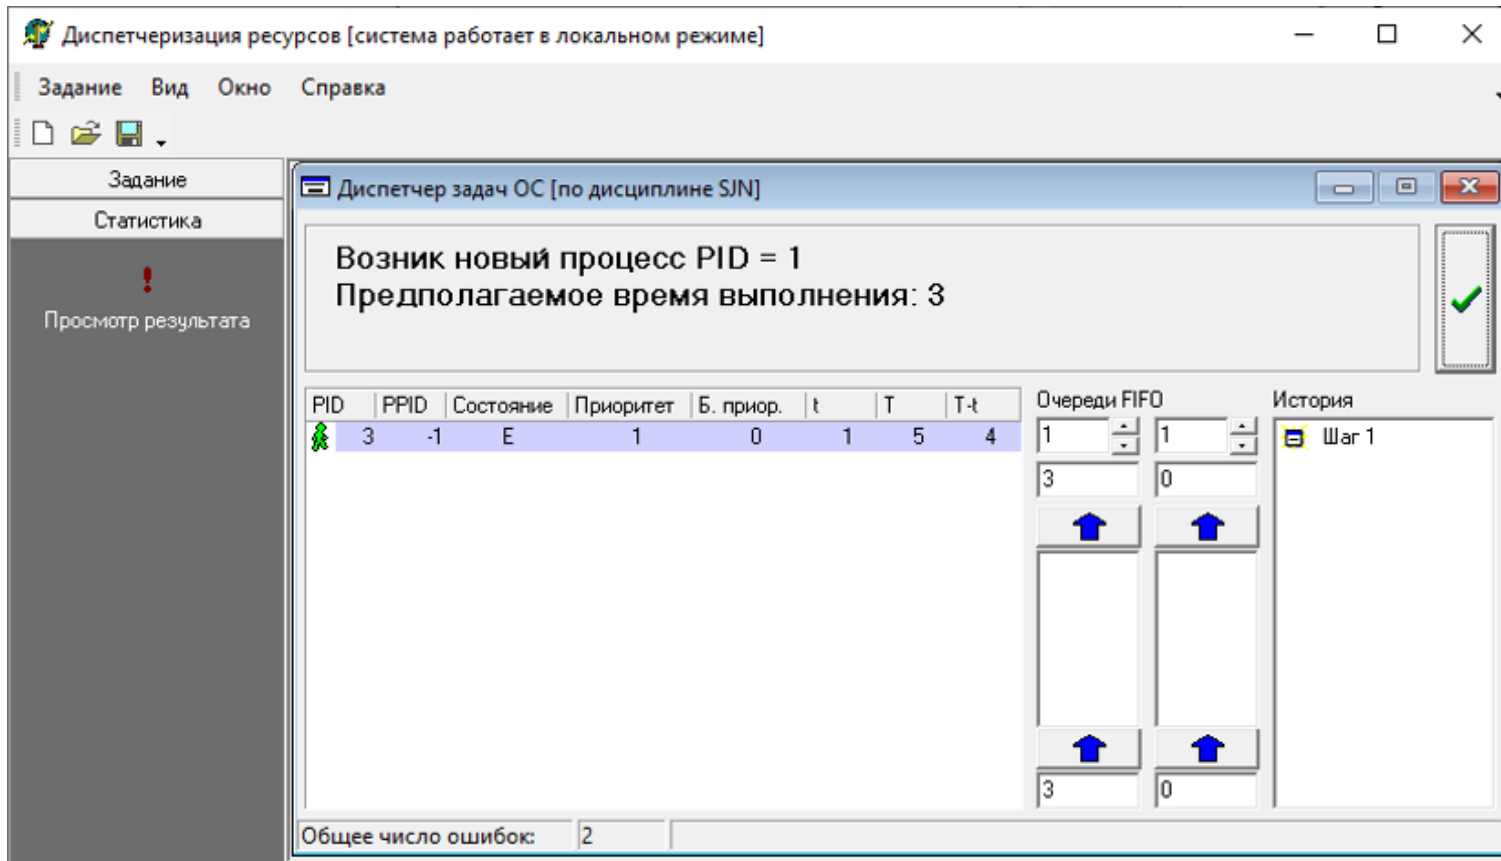 Диспетчеризация ресурсов [система работает в локальном режиме]
Задание Вид Окно Справка
Задание
Статистика
Просмотр результата
Диспетчер задач ОС [по дисциплине SJN]
Возник новый процесс PID = 1
Предполагаемое время выполнения: 3
PID PPID Состояние Приоритет Б. приор. t T T-t
3 -1 E 1 0 1 5 4
Очереди FIFO
1 1
3 0
3 0
История
Шаг 1
Общее число ошибок: 2